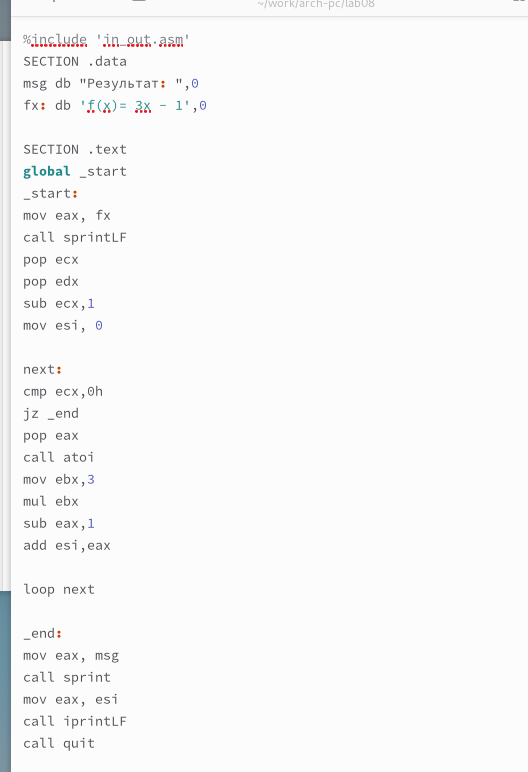 ~/work/arch-pc/lab08
%include 'in_out.asm'
SECTION .data
msg db "Результат: ",0
fx: db 'f(x)= 3x - 1',0
SECTION .text
global _start
_start:
mov eax, fx
call sprintLF
pop ecx
pop edx
sub ecx,1
mov esi, 0
next:
cmp ecx,0h
jz _end
pop eax
call atoi
mov ebx,3
mul ebx
sub eax,1
add esi,eax
loop next
_end:
mov eax, msg
call sprint
mov eax, esi
call iprintLF
call quit